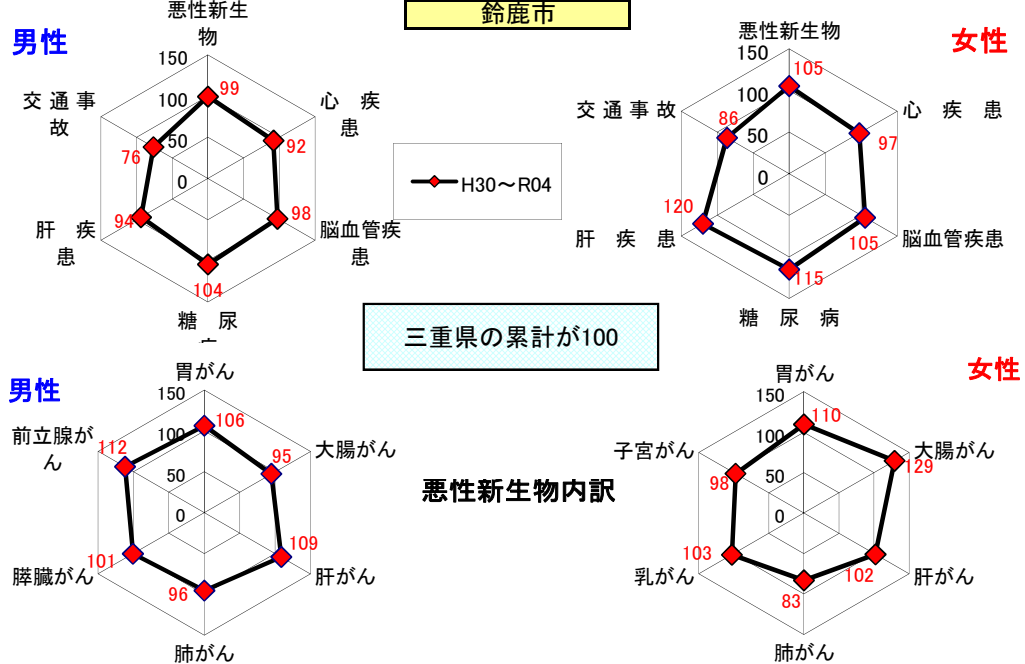 鈴鹿市
男性
悪性新生
物
150
100
50
0
99
心 疾
患
92
脳血管疾
患
98
糖 尿
104
肝 疾
患
94
交 通 事
故
76
H30～R04
女性
悪性新生物
150
100
50
0
105
心 疾 患
97
脳血管疾患
105
糖 尿 病
115
肝 疾 患
120
交 通 事 故
86
三重県の累計が100
男性
胃がん
150
100
50
0
106
大腸がん
95
肝がん
109
肺がん
96
膵臓がん
101
前立腺が
ん
112
悪性新生物内訳
女性
胃がん
150
100
50
0
110
大腸がん
129
肝がん
102
肺がん
83
乳がん
103
子宮がん
98